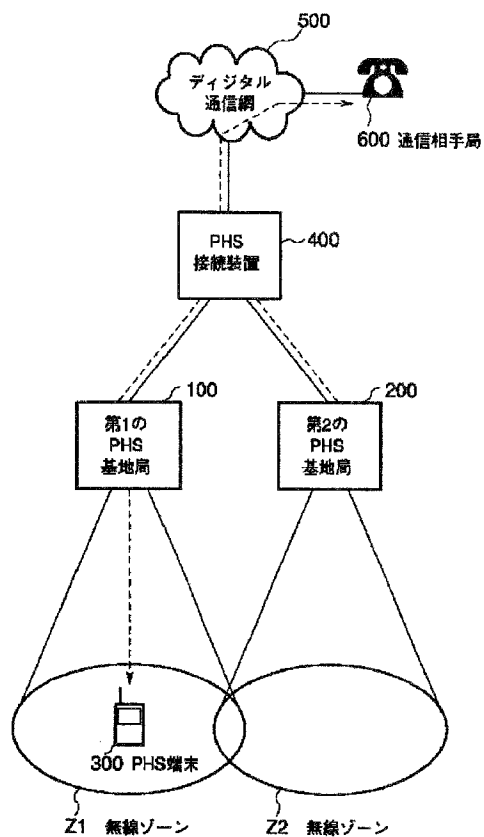 500
ディジタル
通信網
600 通信相手局
PHS
接続装置
400
100
第1の
PHS
基地局
200
第2の
PHS
基地局
300 PHS端末
Z1 無線ゾーン
Z2 無線ゾーン